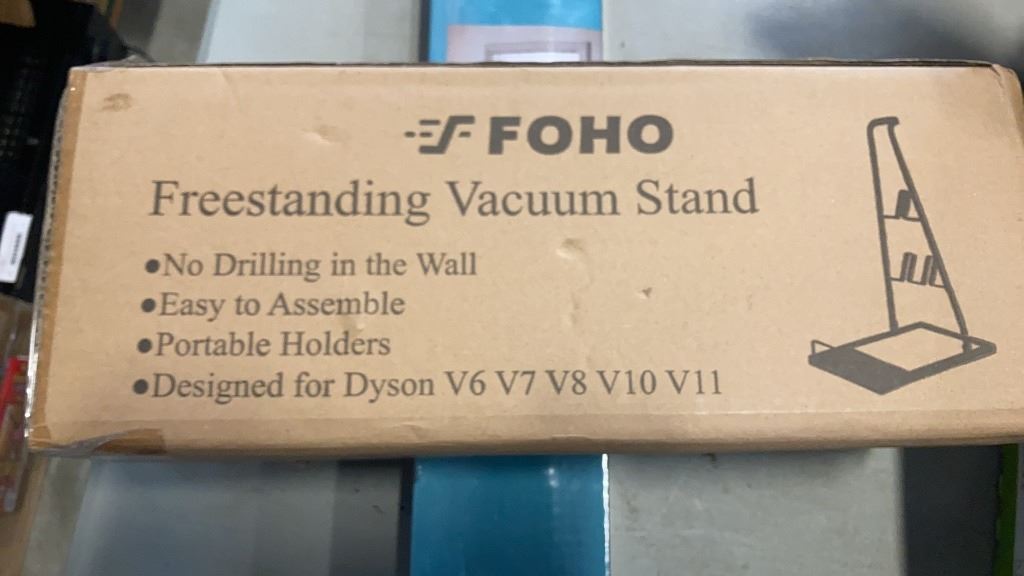 FOHO
Freestanding Vacuum Stand
●No Drilling in the Wall
●Easy to Assemble
●Portable Holders
●Designed for Dyson V6 V7 V8 V10 V11